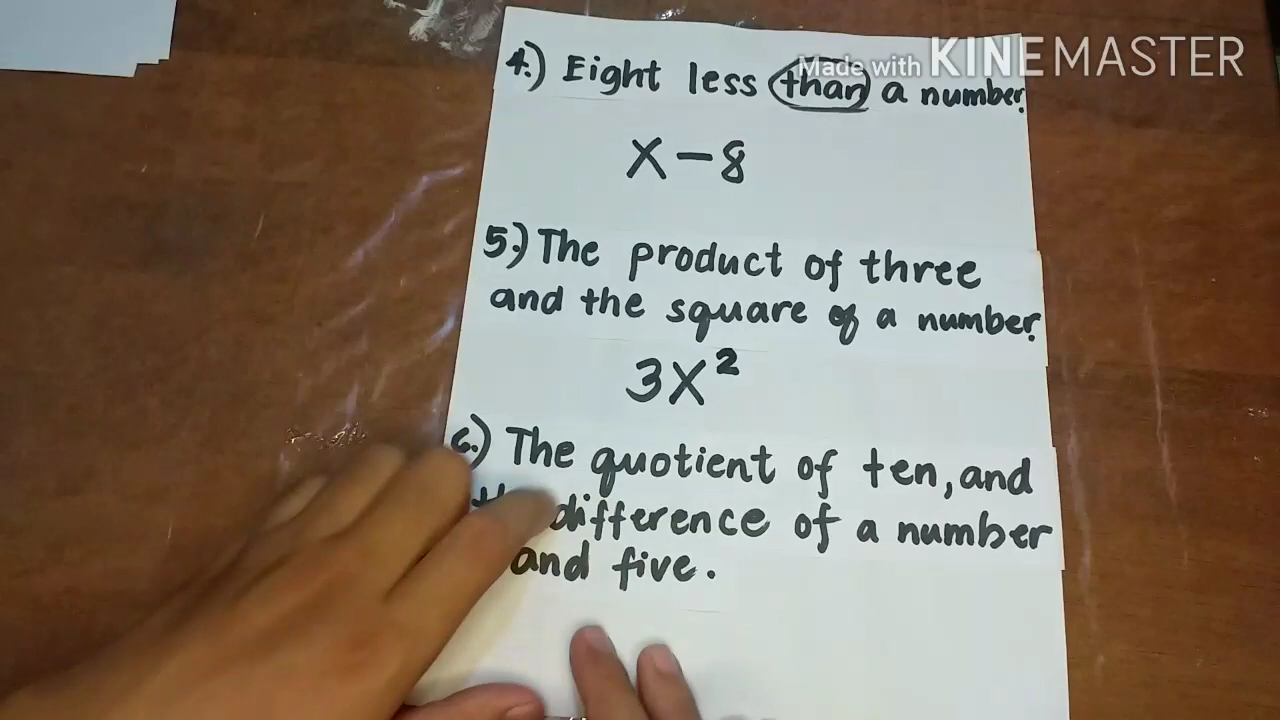 Made with KINEMASTER
4.) Eight less than a number.
X - 8
5.) The product of three
and the square of a number.
3X²
6.) The quotient of ten, and
difference of a number
and five.